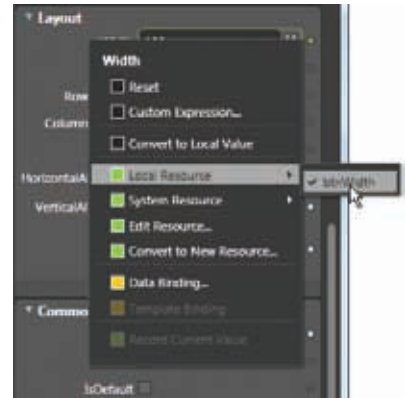 Layout
Width
Reset
Row
Custom Expression...
Column
Convert to Local Value
HorizontalA
Local Resource
btnWidth
System Resource
VerticalAl
Edit Resource...
Convert to New Resource...
Data Binding...
Template Binding
Commo
Record Current Value
IsDefault